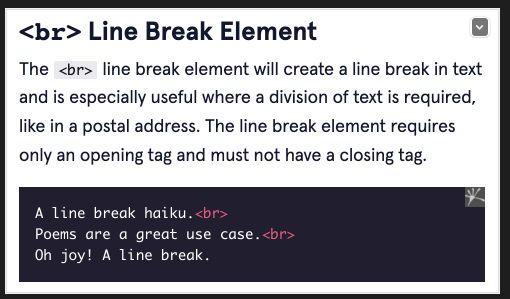 <br> Line Break Element
The <br> line break element will create a line break in text
and is especially useful where a division of text is required,
like in a postal address. The line break element requires
only an opening tag and must not have a closing tag.
A line break haiku.<br>
Poems are a great use case.<br>
Oh joy! A line break.